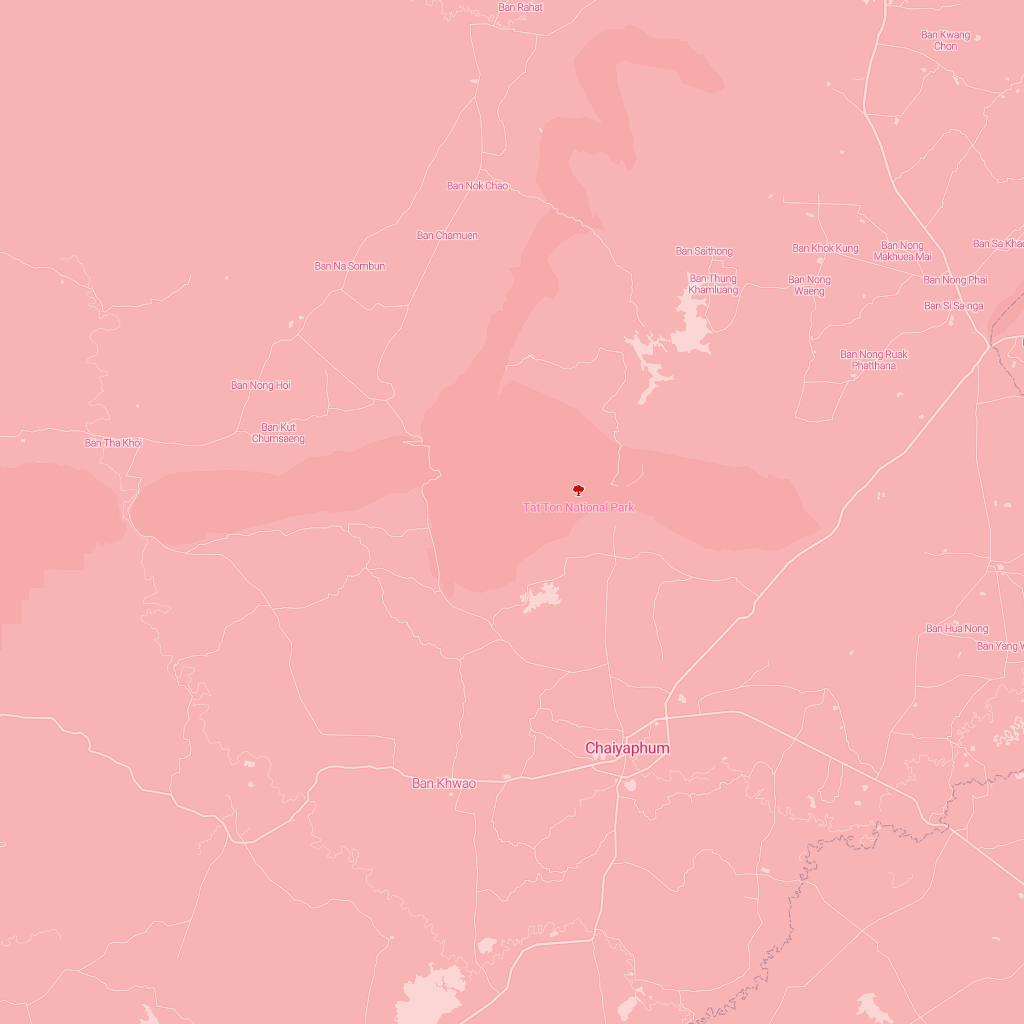 Ban Rahat
Ban Kwang
Chon
Ban Nok Chao
Ban Chamuen
Ban Saithong
Ban Khok Kung
Ban Nong
Makhuea Mai
Ban Sa Kha
Ban Na Sombun
Ban Thung
Khamluang
Ban Nong
Waeng
Ban Nong Phai
Ban Si Sa-nga
Ban Nong Ruak
Phatthana
Ban Nong Hoi
Ban Kut
Chumsaeng
Ban Tha Khoi
Tat Ton National Park
Ban Hua Nong
Ban Yang W
Chaiyaphum
Ban Khwao